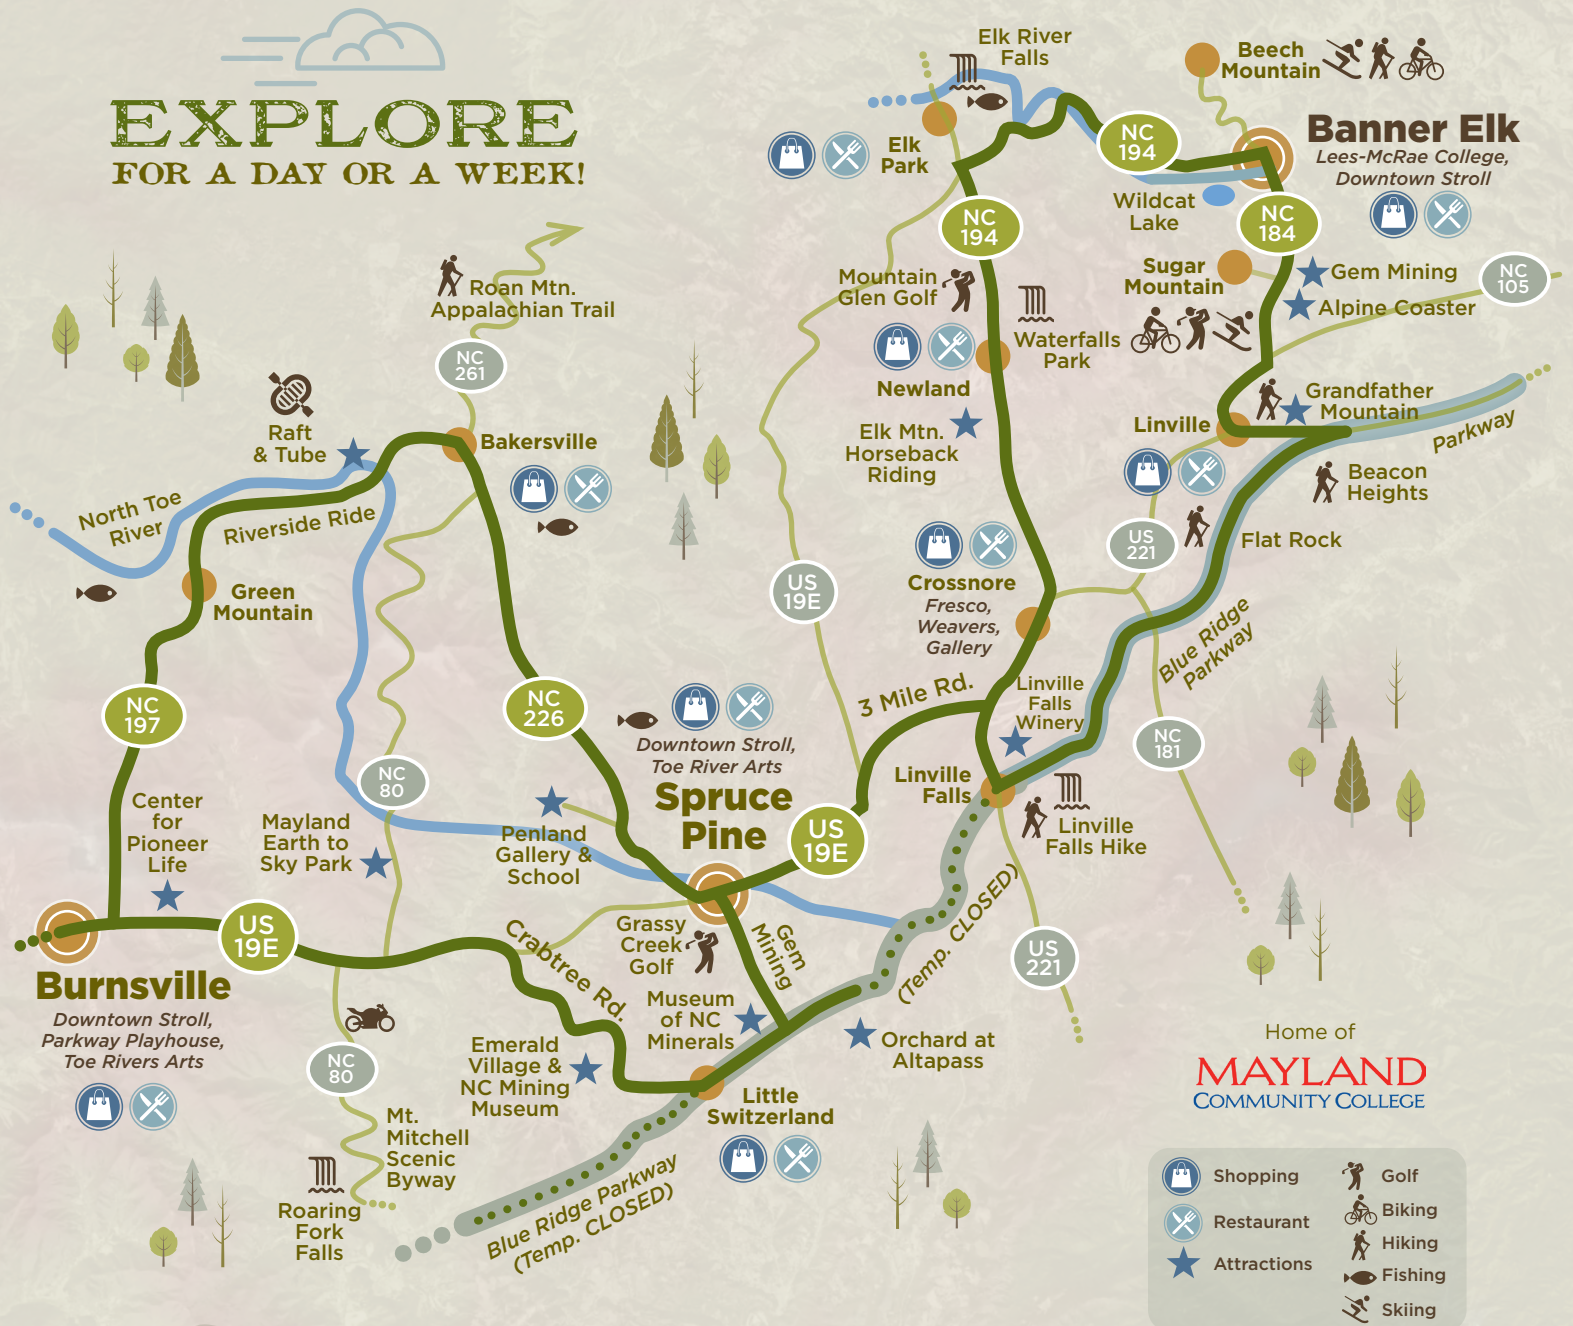 EXPLORE
FOR A DAY OR A WEEK!
Elk River
Falls
Beech
Mountain
Banner Elk
Lees-McRae College,
Downtown Stroll
Elk
Park
NC
194
Wildcat
Lake
NC
184
NC
194
Sugar
Mountain
Gem Mining
Alpine Coaster
NC
105
Mountain
Glen Golf
Waterfalls
Park
Newland
Elk Mtn.
Horseback
Riding
Grandfather
Mountain
Linville
Parkway
Beacon
Heights
US
221
Flat Rock
Roan Mtn.
Appalachian Trail
NC
261
Raft
& Tube
Bakersville
North Toe
River
Riverside Ride
Green
Mountain
US
19E
Crossnore
Fresco,
Weavers,
Gallery
Blue Ridge
Parkway
NC
197
NC
226
3 Mile Rd.
Linville
Falls
Winery
NC
181
Downtown Stroll,
Toe River Arts
Spruce
Pine
NC
80
Linville
Falls
Center
for
Pioneer
Life
Mayland
Earth to
Sky Park
Penland
Gallery &
School
US
19E
Linville
Falls Hike
(Temp. CLOSED)
US
19E
Burnsville
Downtown Stroll,
Parkway Playhouse,
Toe Rivers Arts
Crabtree Rd.
Grassy
Creek
Golf
Gem
Mining
US
221
Museum
of NC
Minerals
Orchard at
Altapass
Emerald
Village &
NC Mining
Museum
NC
80
Little
Switzerland
Mt.
Mitchell
Scenic
Byway
Roaring
Fork
Falls
Blue Ridge Parkway
(Temp. CLOSED)
Home of
MAYLAND
COMMUNITY COLLEGE
Shopping
Restaurant
Attractions
Golf
Biking
Hiking
Fishing
Skiing